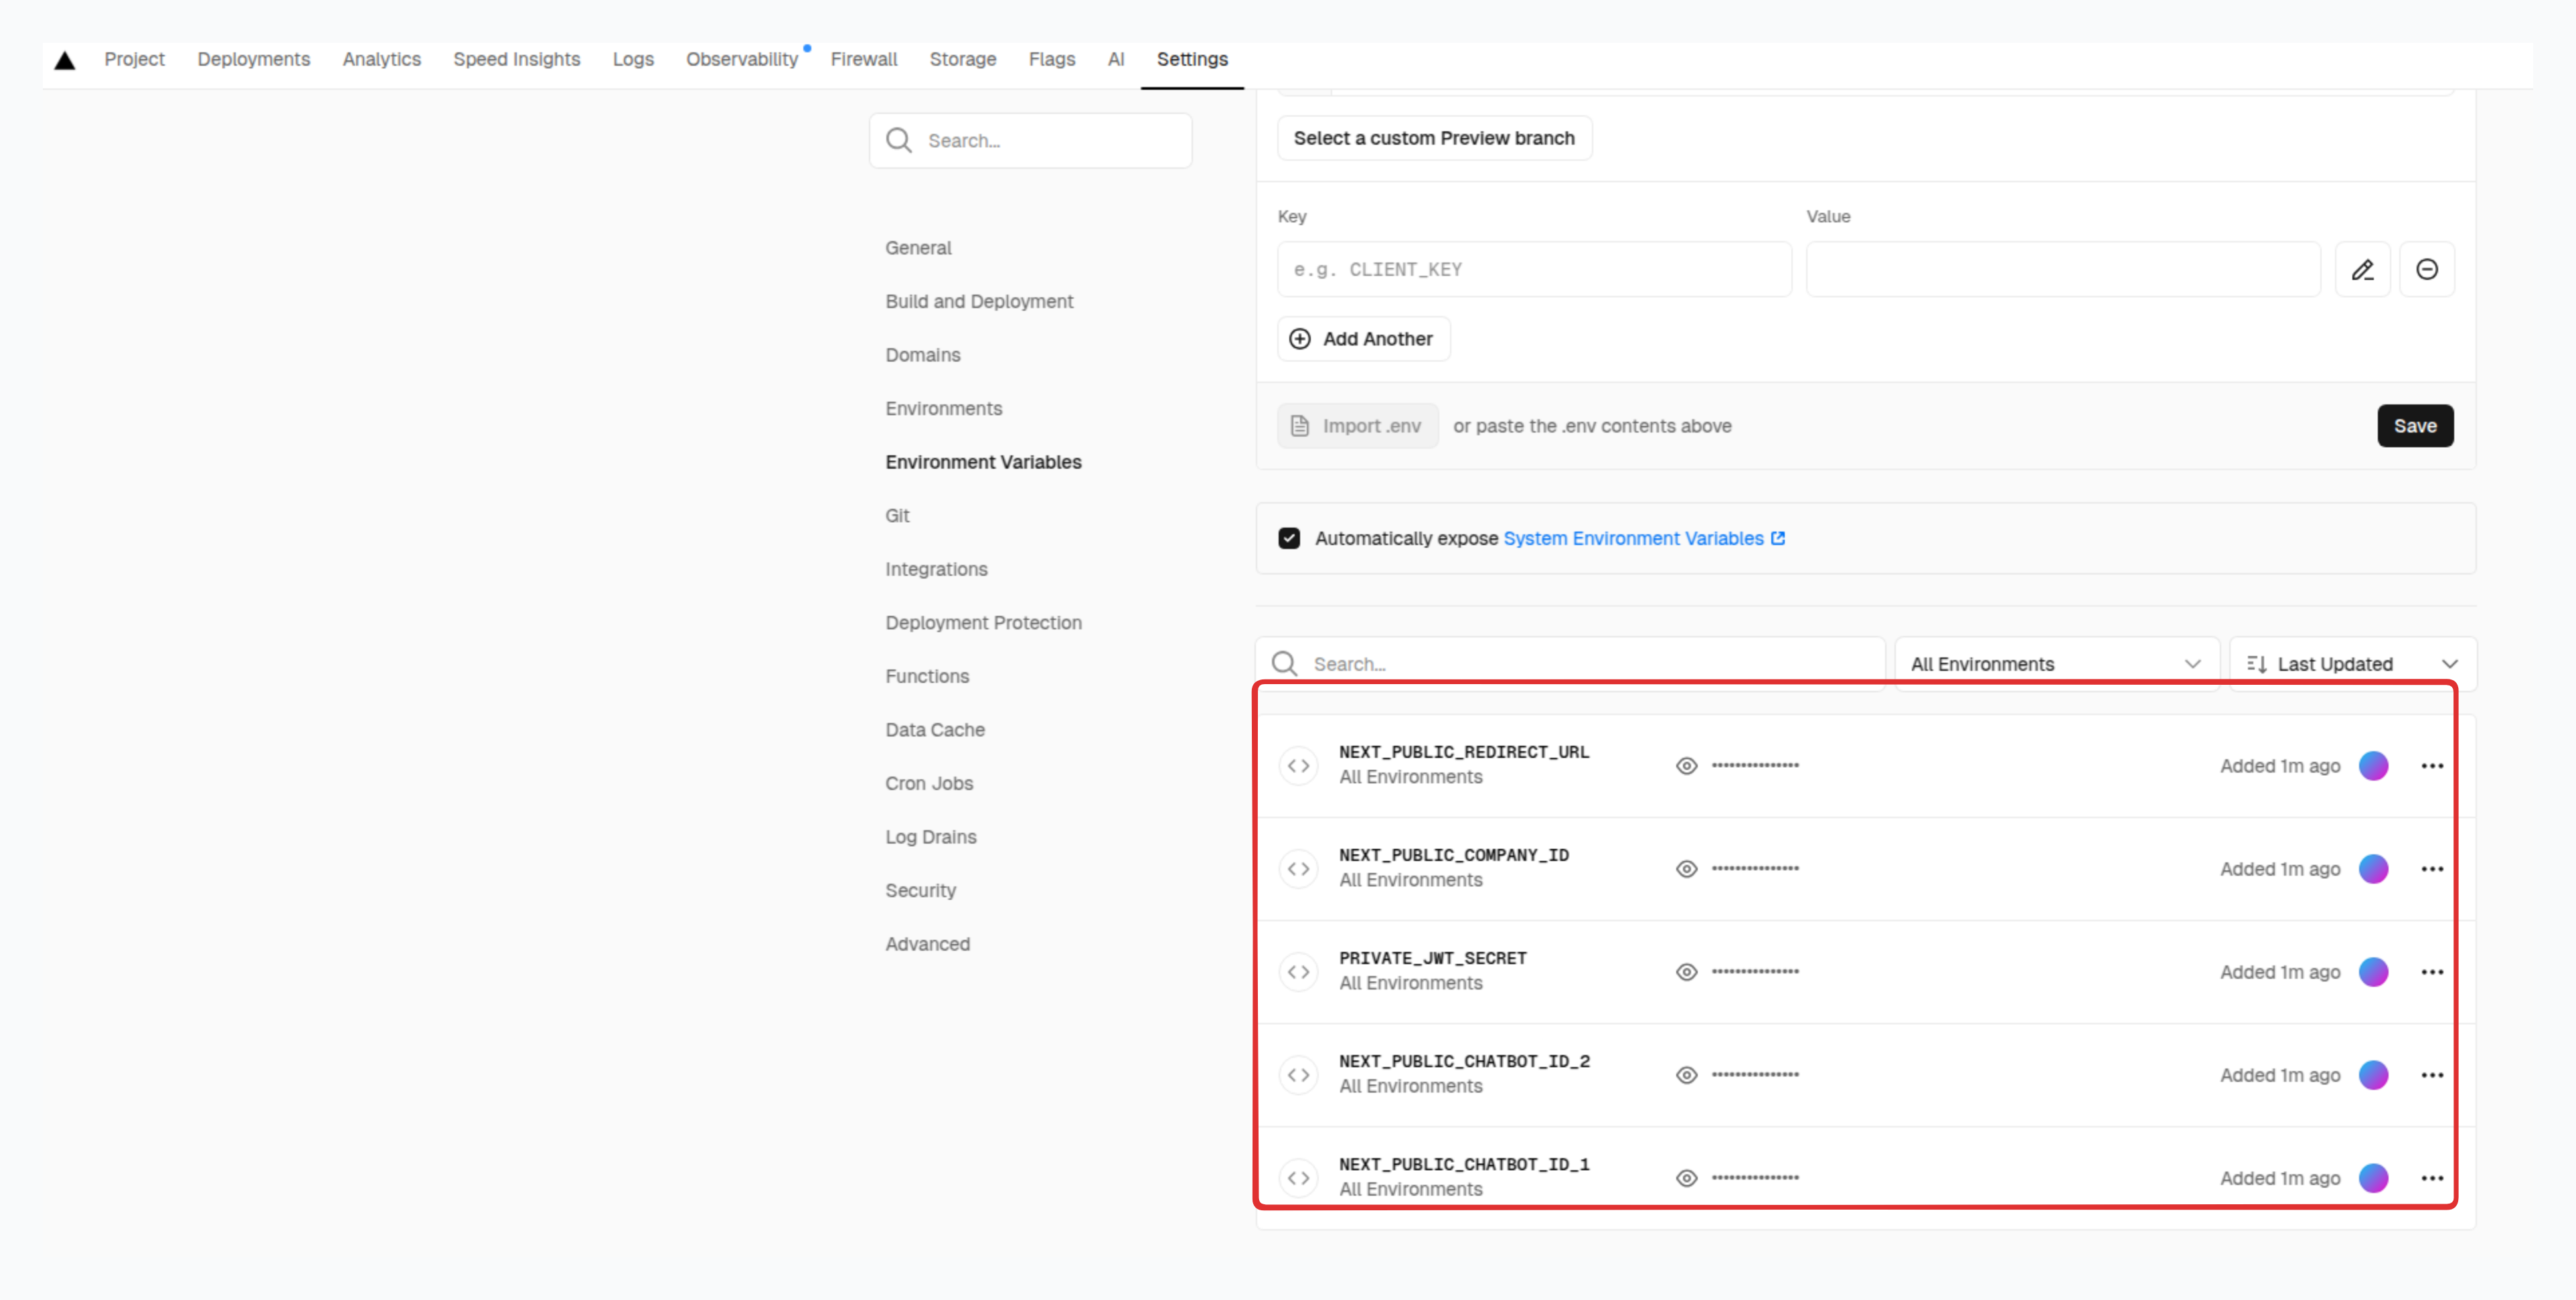 Project Deployments Analytics Speed Insights Logs Observability Firewall Storage Flags AI Settings
Search...
General
Build and Deployment
Domains
Environments
Environment Variables
Git
Integrations
Deployment Protection
Functions
Data Cache
Cron Jobs
Log Drains
Security
Advanced
Select a custom Preview branch
Key Value
e.g. CLIENT_KEY
Add Another
Import .env or paste the .env contents above Save
Automatically expose System Environment Variables
Search... All Environments Last Updated
NEXT_PUBLIC_REDIRECT_URL
All Environments
••••••••••••••• Added 1m ago
NEXT_PUBLIC_COMPANY_ID
All Environments
••••••••••••••• Added 1m ago
PRIVATE_JWT_SECRET
All Environments
••••••••••••••• Added 1m ago
NEXT_PUBLIC_CHATBOT_ID_2
All Environments
••••••••••••••• Added 1m ago
NEXT_PUBLIC_CHATBOT_ID_1
All Environments
••••••••••••••• Added 1m ago